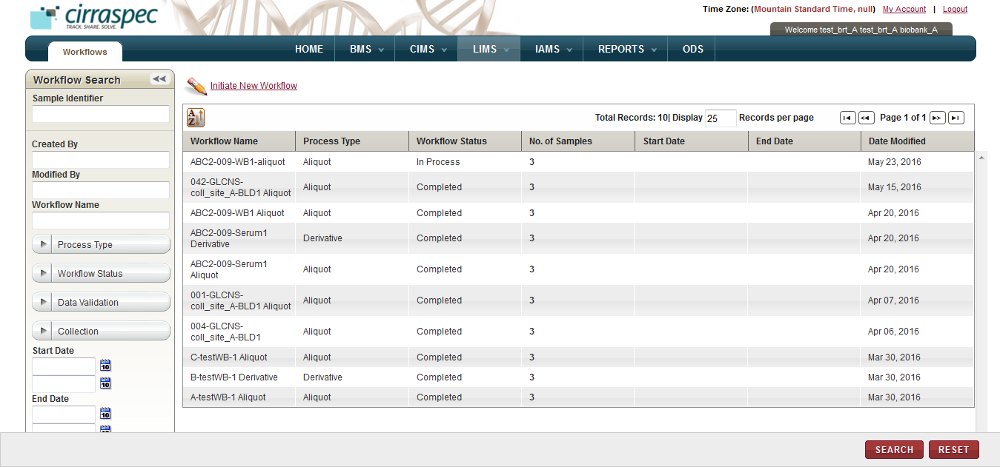 cirraspec
TRACK. SHARE. SOLVE.
Time Zone: (Mountain Standard Time, null) My Account | Logout
Welcome test_brt_A test_brt_A biobank_A
Workflows
HOME BMS CIMS LIMS IAMS REPORTS ODS
Workflow Search
Sample Identifier
Created By
Modified By
Workflow Name
Process Type
Workflow Status
Data Validation
Collection
Start Date
10
10
End Date
10
Initiate New Workflow
A
Z
Total Records: 10| Display 25 Records per page Page 1 of 1
Workflow Name Process Type Workflow Status No. of Samples Start Date End Date Date Modified
ABC2-009-WB1-aliquot Aliquot In Process 3 May 23, 2016
042-GLCNS-
coll_site_A-BLD1 Aliquot Aliquot Completed 3 May 15, 2016
ABC2-009-WB1 Aliquot Aliquot Completed 3 Apr 20, 2016
ABC2-009-Serum1
Derivative Derivative Completed 3 Apr 20, 2016
ABC2-009-Serum1
Aliquot Aliquot Completed 3 Apr 20, 2016
001-GLCNS-
coll_site_A-BLD1 Aliquot Aliquot Completed 3 Apr 07, 2016
004-GLCNS-
coll_site_A-BLD1 Aliquot Completed 3 Apr 06, 2016
C-testWB-1 Aliquot Aliquot Completed 3 Mar 30, 2016
B-testWB-1 Derivative Derivative Completed 3 Mar 30, 2016
A-testWB-1 Aliquot Aliquot Completed 3 Mar 30, 2016
SEARCH RESET